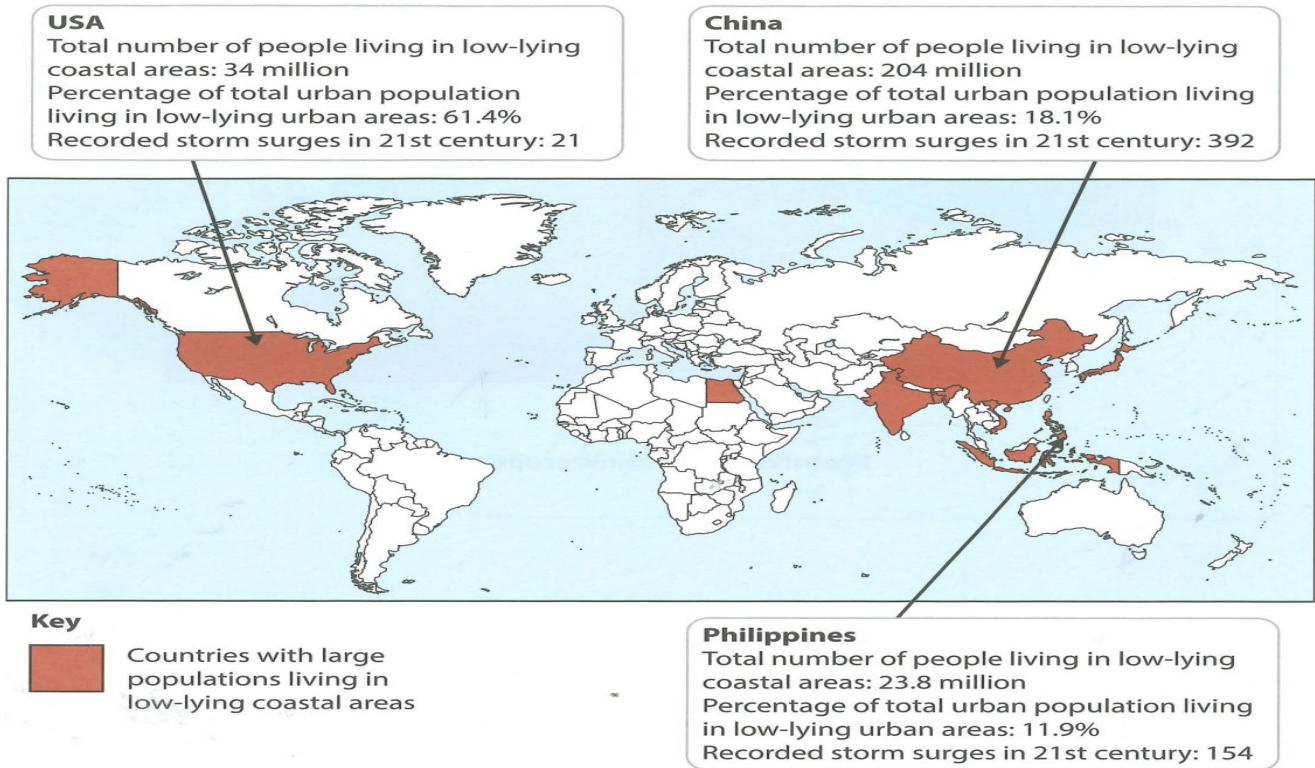 USA
Total number of people living in low-lying
coastal areas: 34 million
Percentage of total urban population
living in low-lying urban areas: 61.4%
Recorded storm surges in 21st century: 21
China
Total number of people living in low-lying
coastal areas: 204 million
Percentage of total urban population living
in low-lying urban areas: 18.1%
Recorded storm surges in 21st century: 392
Key
Countries with large
populations living in
low-lying coastal areas
Philippines
Total number of people living in low-lying
coastal areas: 23.8 million
Percentage of total urban population living
in low-lying urban areas: 11.9%
Recorded storm surges in 21st century: 154